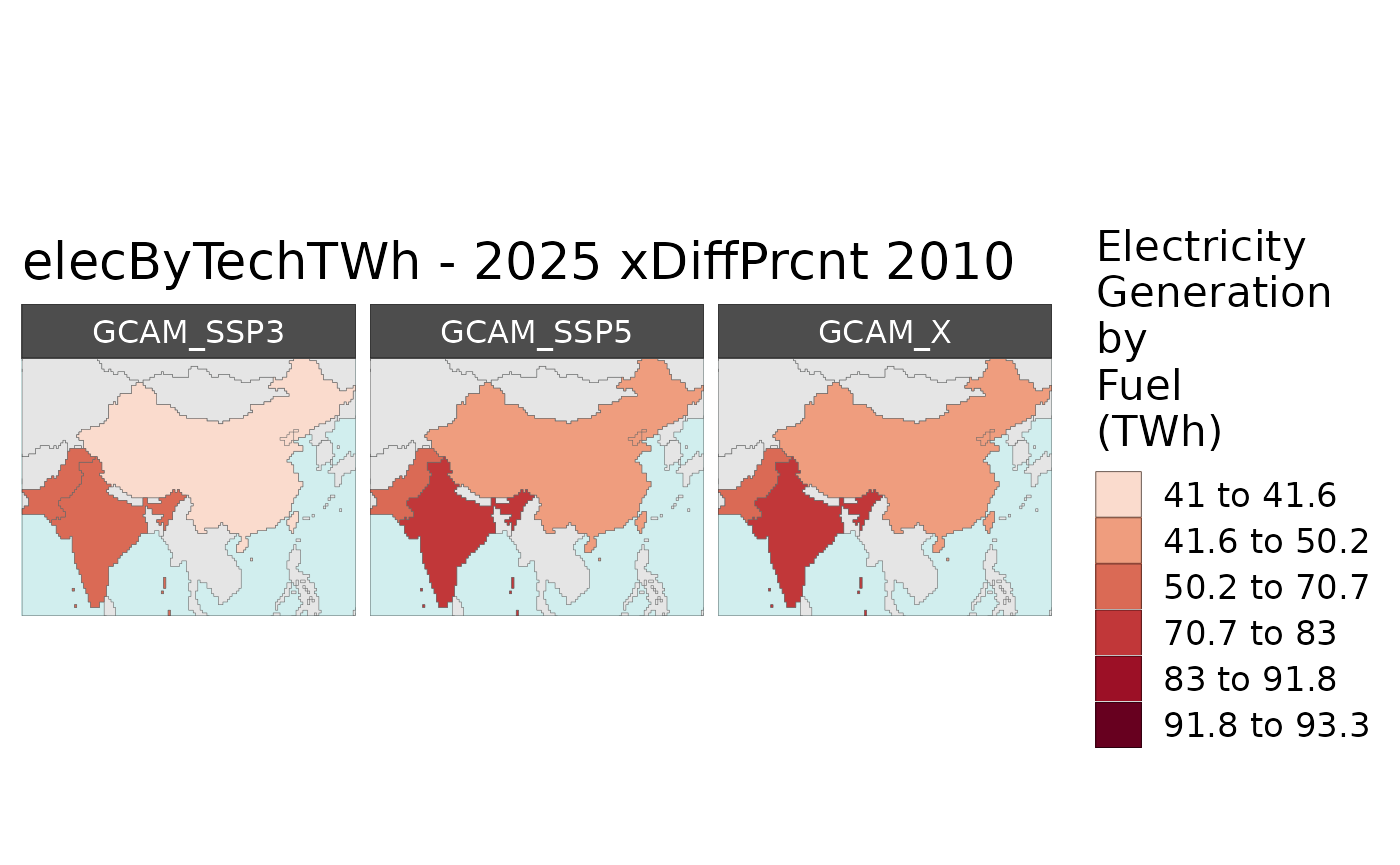 elecByTechTWh - 2025 xDiffPrcnt 2010
GCAM_SSP3
GCAM_SSP5
GCAM_X
Electricity
Generation
by
Fuel
(TWh)
41 to 41.6
41.6 to 50.2
50.2 to 70.7
70.7 to 83
83 to 91.8
91.8 to 93.3